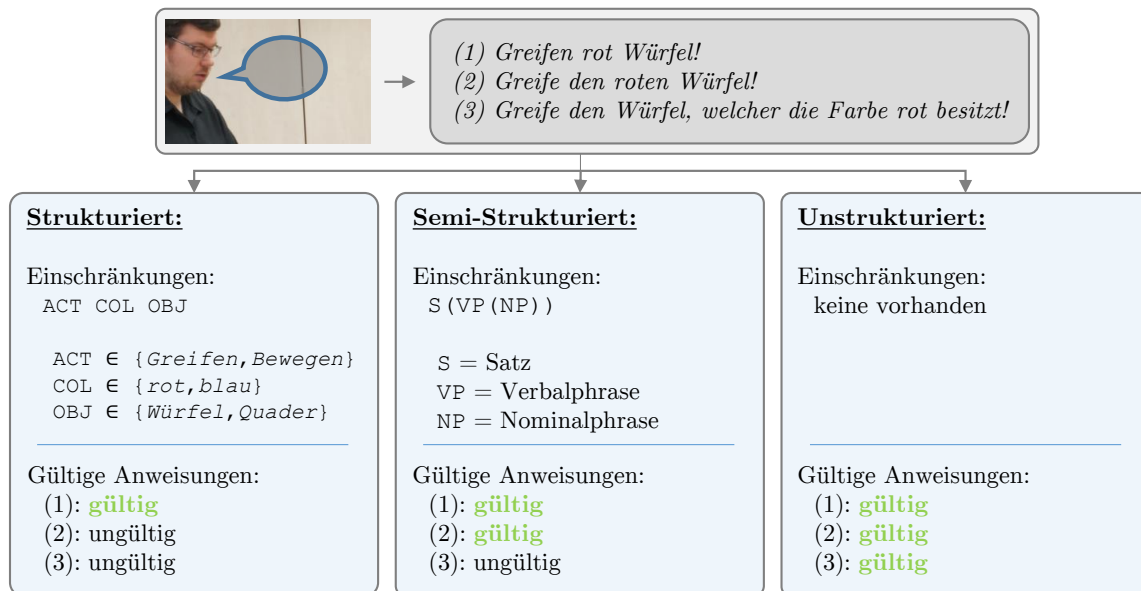 (1) Greifen rot Würfel!
(2) Greife den roten Würfel!
(3) Greife den Würfel, welcher die Farbe rot besitzt!
Strukturiert:
Einschränkungen:
ACT COL OBJ
ACT ∈ {Greifen,Bewegen}
COL ∈ {rot,blau}
OBJ ∈ {Würfel,Quader}
Gültige Anweisungen:
(1): gültig
(2): ungültig
(3): ungültig
Semi-Strukturiert:
Einschränkungen:
S(VP(NP))
S = Satz
VP = Verbalphrase
NP = Nominalphrase
Gültige Anweisungen:
(1): gültig
(2): gültig
(3): ungültig
Unstrukturiert:
Einschränkungen:
keine vorhanden
Gültige Anweisungen:
(1): gültig
(2): gültig
(3): gültig